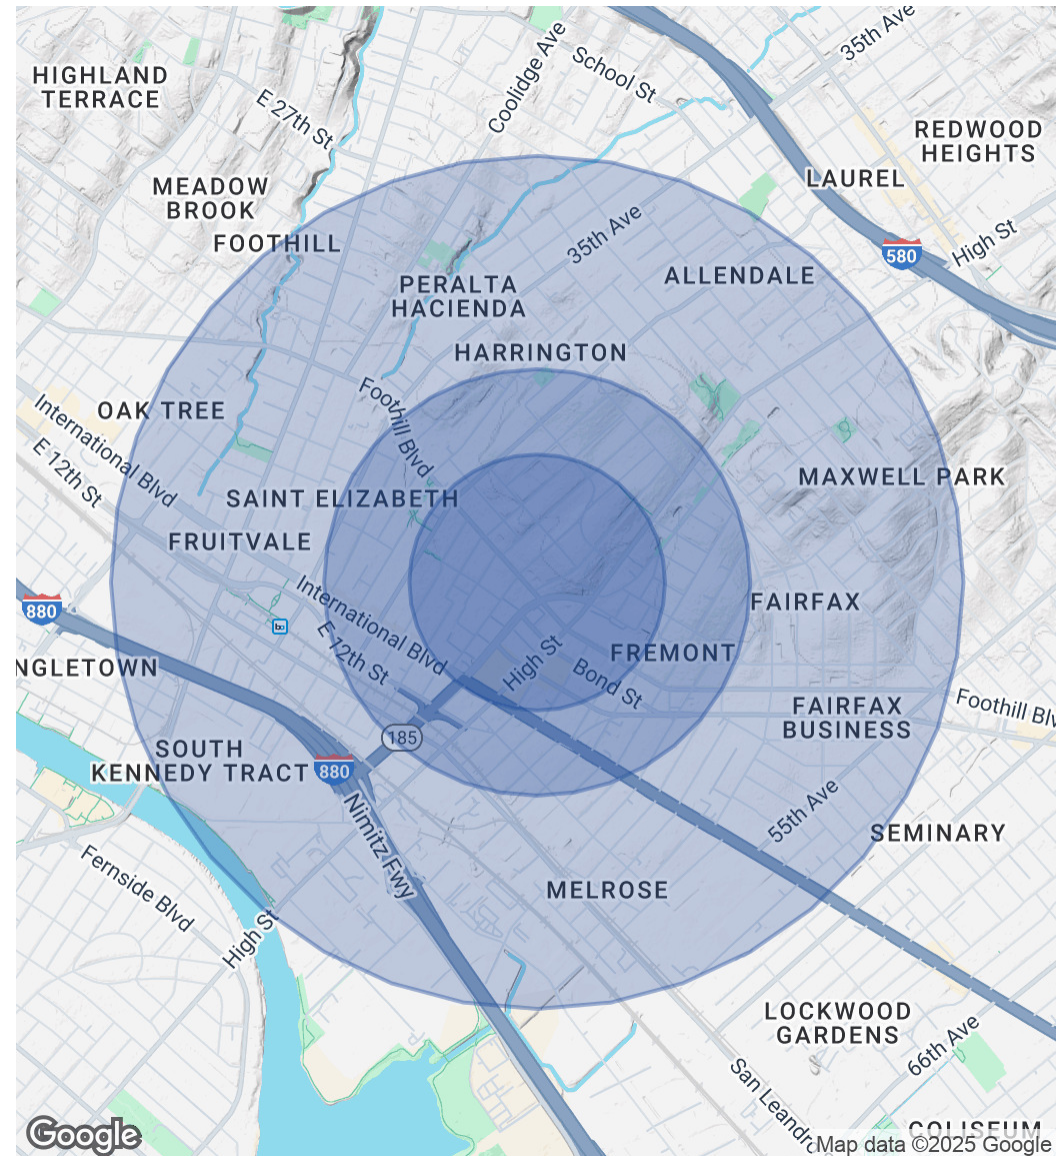 HIGHLAND
TERRACE
E 27th St
Coolidge Ave
School St
35th Ave
REDWOOD
HEIGHTS
MEADOW
BROOK
LAUREL
FOOTHILL
35th Ave
High St
580
PERALTA
HACIENDA
ALLENDALE
HARRINGTON
Foothill Blvd
OAK TREE
International Blvd
E 12th St
SAINT ELIZABETH
MAXWELL PARK
FRUITVALE
International Blvd
E 12th St
880
FAIRFAX
High St
FREMONT
Bond St
NGLETOWN
FAIRFAX
BUSINESS
Foothill Blv
185
SOUTH
KENNEDY TRACT
880
Nimitz Fwy
55th Ave
SEMINARY
Fernside Blvd
High St
MELROSE
LOCKWOOD
GARDENS
66th Ave
San Leandro
COLISEUM
Google
Map data ©2025 Google